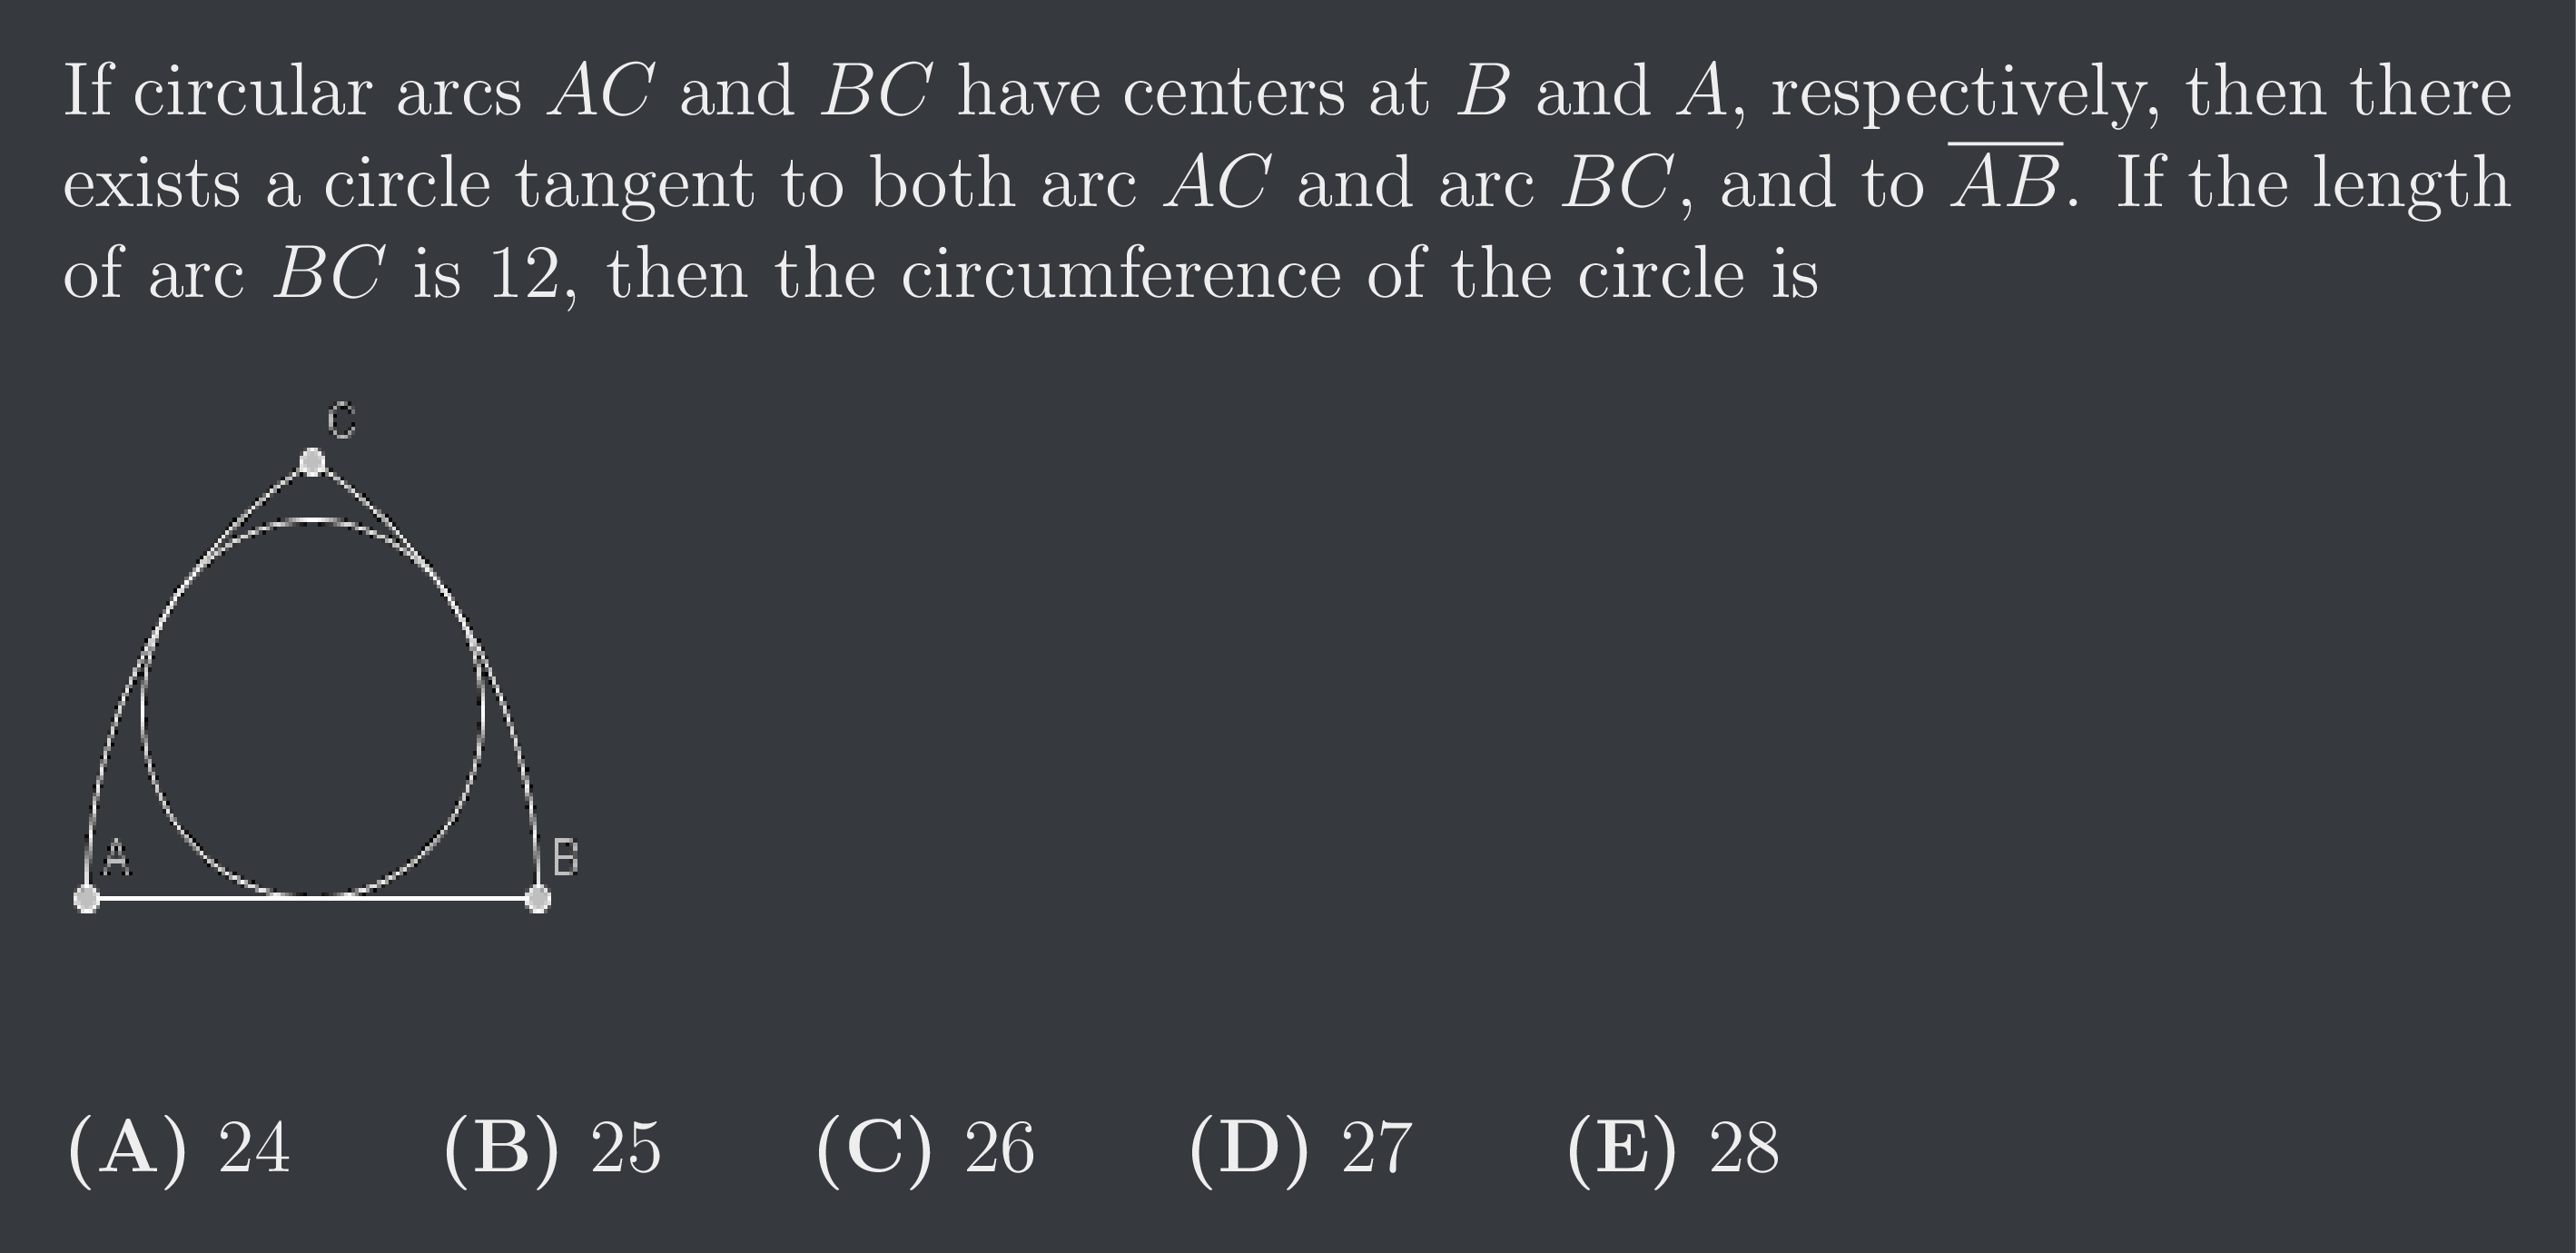 If circular arcs $AC$ and $BC$ have centers at $B$ and $A$, respectively, then there
exists a circle tangent to both arc $AC$ and arc $BC$, and to $\overline{AB}$. If the length
of arc $BC$ is 12, then the circumference of the circle is
C
A
B
(A) 24 (B) 25 (C) 26 (D) 27 (E) 28